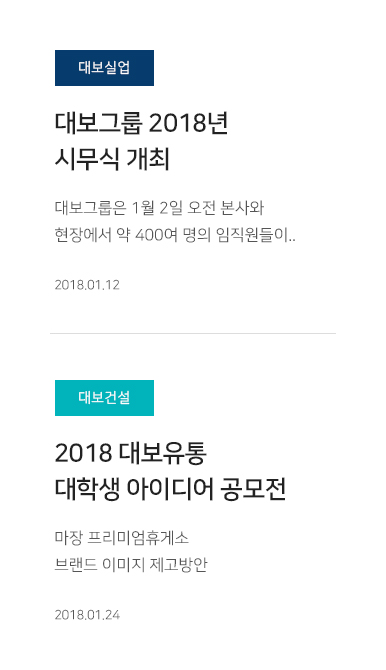 대보실업
대보그룹 2018년
시무식 개최
대보그룹은 1월 2일 오전 본사와
현장에서 약 400여 명의 임직원들이..
2018.01.12
대보건설
2018 대보유통
대학생 아이디어 공모전
마장 프리미엄휴게소
브랜드 이미지 제고방안
2018.01.24